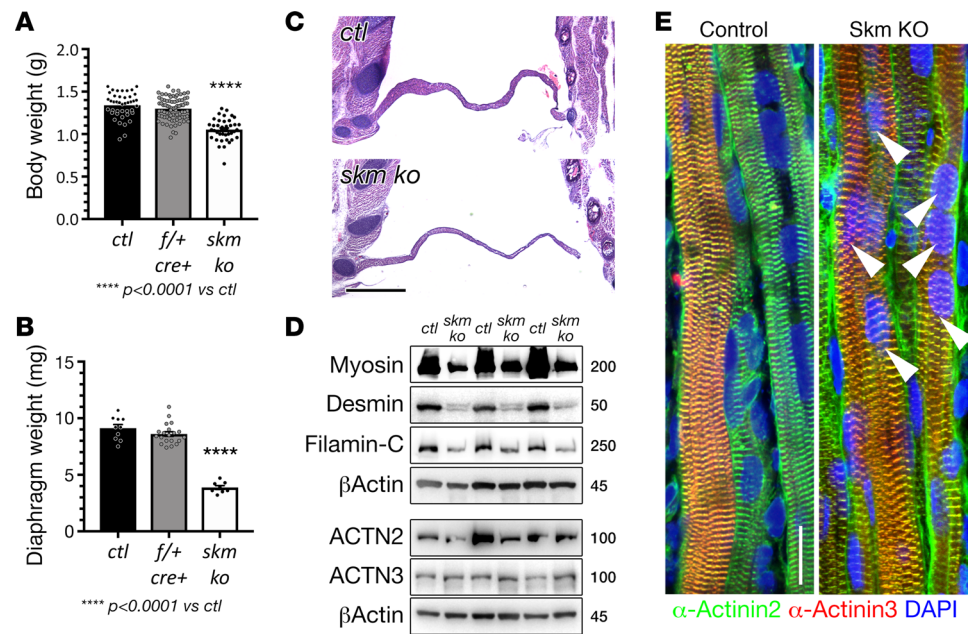 A
Body weight (g)
2.0
1.5
1.0
0.5
0.0
ctl
f/+
cre+
skm
ko
****
**** p<0.0001 vs ctl
B
Diaphragm weight (mg)
15
10
5
0
ctl
f/+
cre+
skm
ko
****
**** p<0.0001 vs ctl
C
ctl
skm ko
D
ctl skm ko ctl skm ko ctl skm ko
Myosin 200
Desmin 50
Filamin-C 250
βActin 45
ACTN2 100
ACTN3 100
βActin 45
E
Control Skm KO
α-Actinin2 α-Actinin3 DAPI